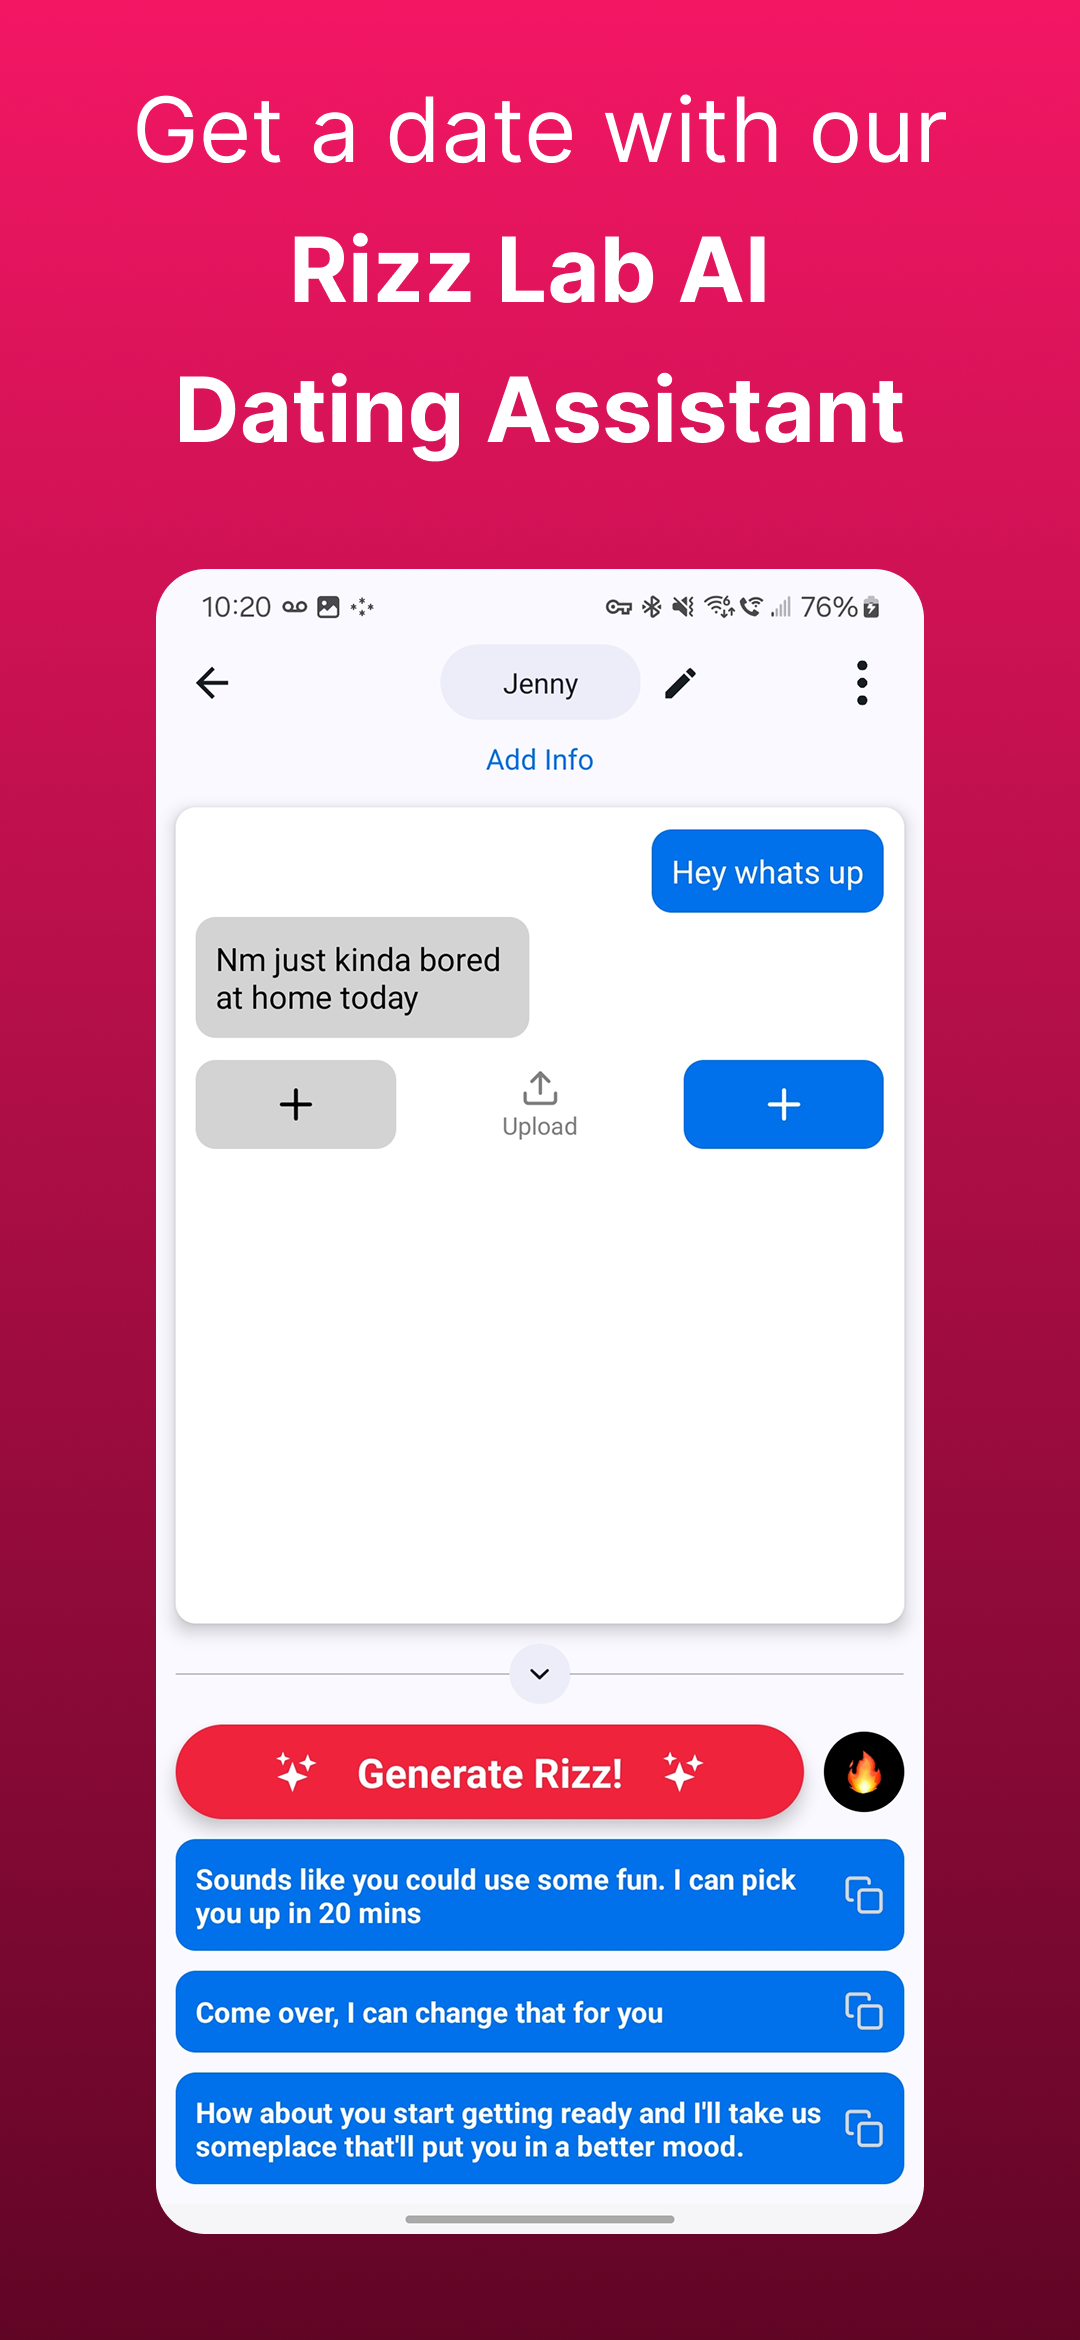 Get a date with our
Rizz Lab AI
Dating Assistant
10:20
76%
Jenny
Add Info
Hey whats up
Nm just kinda bored
at home today
+
Upload
+
Generate Rizz!
Sounds like you could use some fun. I can pick
you up in 20 mins
Come over, I can change that for you
How about you start getting ready and I'll take us
someplace that'll put you in a better mood.